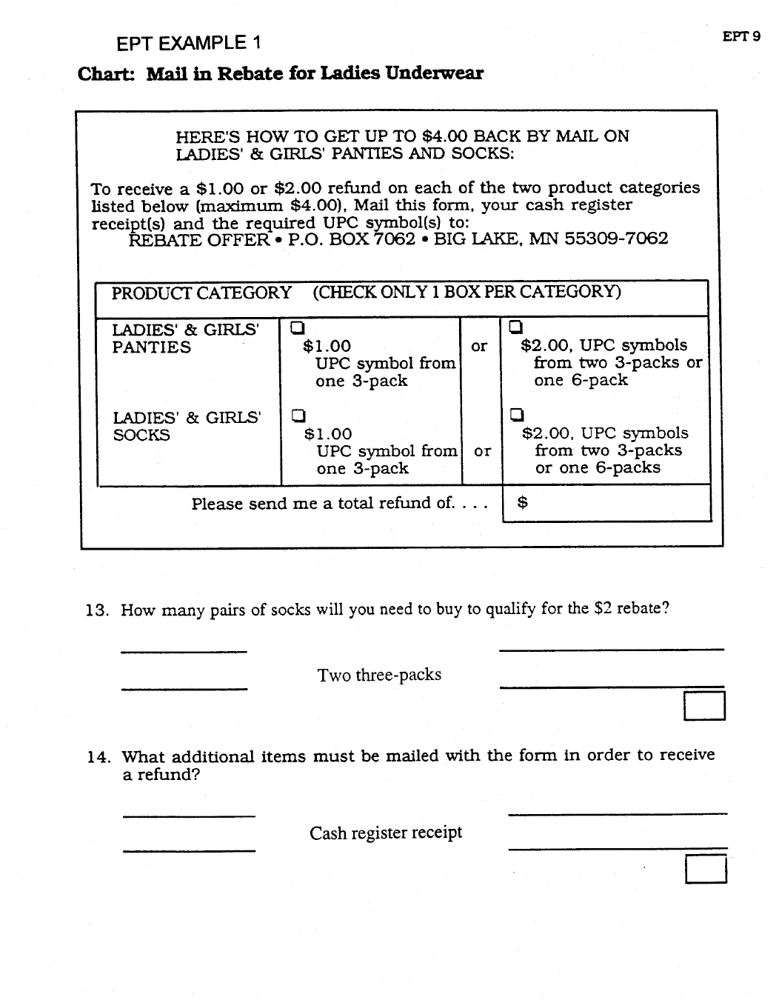 EPT EXAMPLE 1
EPT 9
Chart: Mail in Rebate for Ladies Underwear
HERE'S HOW TO GET UP TO $4.00 BACK BY MAIL ON
LADIES' & GIRLS' PANTIES AND SOCKS:
To receive a $1.00 or $2.00 refund on each of the two product categories
listed below (maximum $4.00), Mail this form, your cash register
receipt(s) and the required UPC symbol(s) to:
REBATE OFFER • P.O. BOX 7062 • BIG LAKE, MN 55309-7062
PRODUCT CATEGORY (CHECK ONLY 1 BOX PER CATEGORY)
LADIES' & GIRLS'
PANTIES
$1.00
UPC symbol from
one 3-pack
or
$2.00, UPC symbols
from two 3-packs or
one 6-pack
LADIES' & GIRLS'
SOCKS
$1.00
UPC symbol from
one 3-pack
or
$2.00, UPC symbols
from two 3-packs
or one 6-packs
Please send me a total refund of. . . .
$
13. How many pairs of socks will you need to buy to qualify for the $2 rebate?
Two three-packs
14. What additional items must be mailed with the form in order to receive
a refund?
Cash register receipt